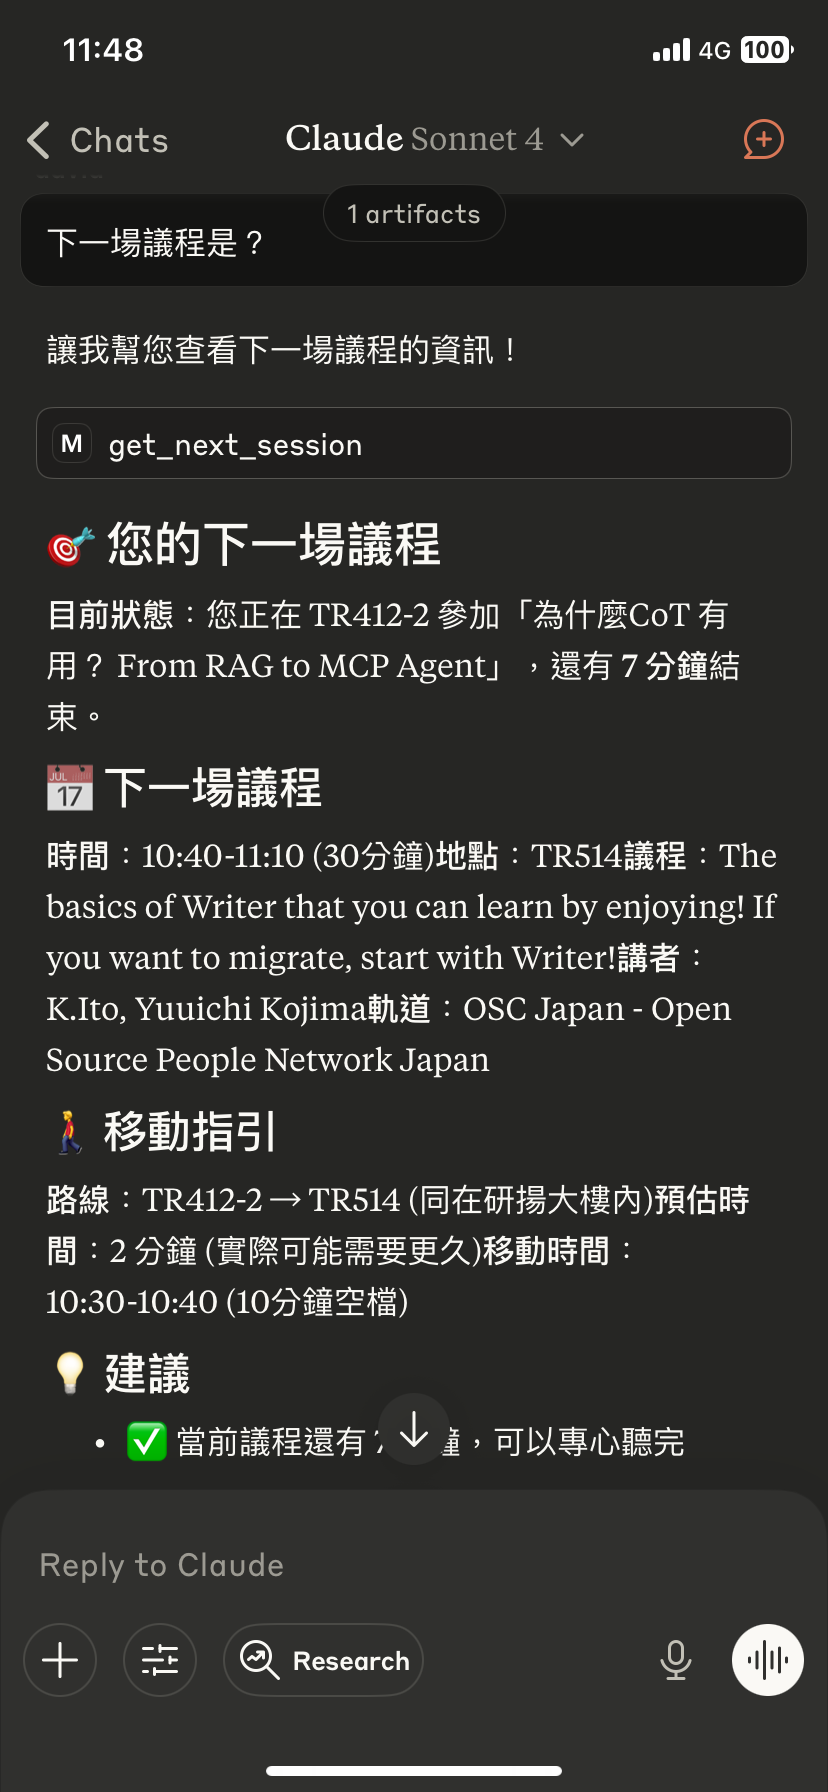 11:48
4G 100
Chats
Claude Sonnet 4
1 artifacts
下一場議程是？
讓我幫您查看下一場議程的資訊！
M get_next_session
🎯 您的下一場議程
目前狀態：您正在 TR412-2 參加「為什麼CoT 有
用？ From RAG to MCP Agent」，還有 7 分鐘結
束。
JUL 17 下一場議程
時間：10:40-11:10 (30分鐘)地點：TR514議程：The
basics of Writer that you can learn by enjoying! If
you want to migrate, start with Writer!講者：
K.Ito, Yuuichi Kojima軌道：OSC Japan - Open
Source People Network Japan
🚶 移動指引
路線：TR412-2 → TR514 (同在研揚大樓內)預估時
間：2 分鐘 (實際可能需要更久)移動時間：
10:30-10:40 (10分鐘空檔)
💡 建議
• ✅ 當前議程還有 鐘，可以專心聽完
Reply to Claude
Research